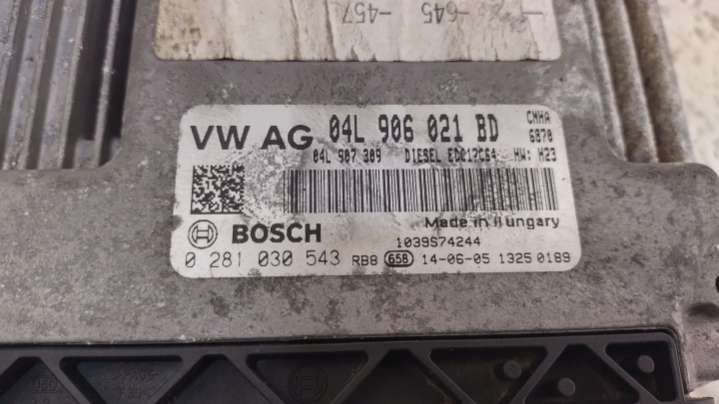 -645
-457
VW AG 04L 906 021 BD CMHA
6870
04L 907 309 DIESEL EDC17C64 HW: H23
Made in Hungary
BOSCH 1039S74244
0 281 030 543 RB8 658 14-06-05 1325 0189